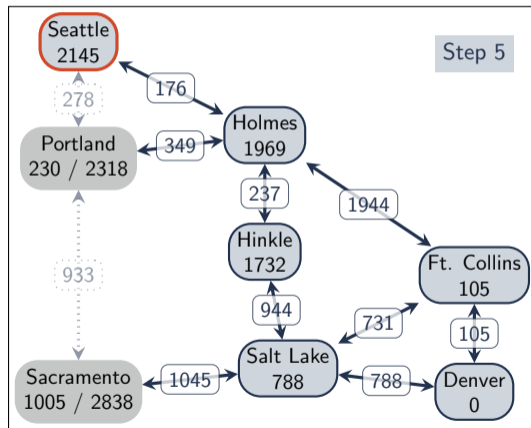 Seattle
2145
Step 5
278
176
Holmes
1969
Portland
230 / 2318
349
237
1944
Hinkle
1732
Ft. Collins
105
933
944
731
105
Salt Lake
788
Sacramento
1005 / 2838
1045
788
Denver
0